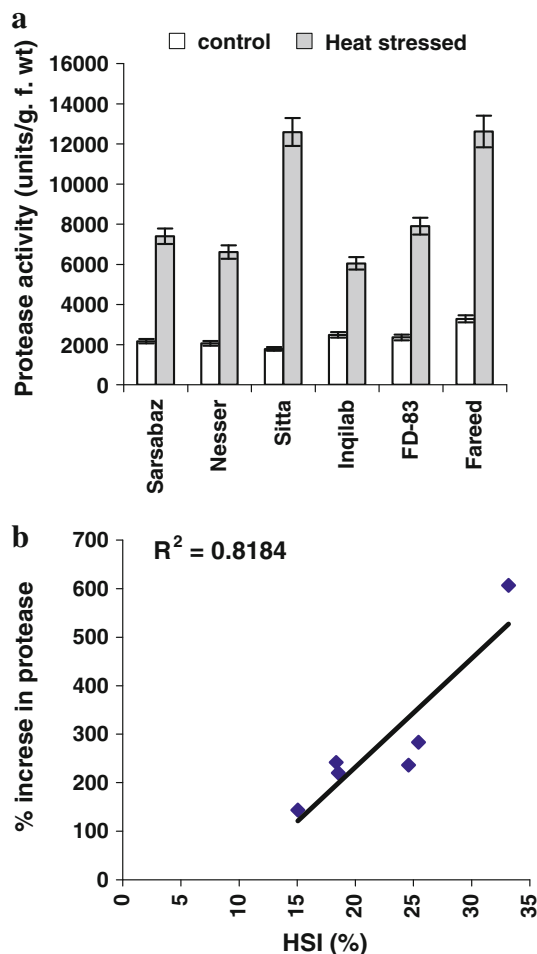 a
control Heat stressed
Protease activity (units/g. f. wt)
16000
14000
12000
10000
8000
6000
4000
2000
0
Sarsabaz
Nesser
Sitta
Inqilab
FD-83
Fareed
b
R² = 0.8184
% increse in protease
700
600
500
400
300
200
100
0
0 5 10 15 20 25 30 35
HSI (%)